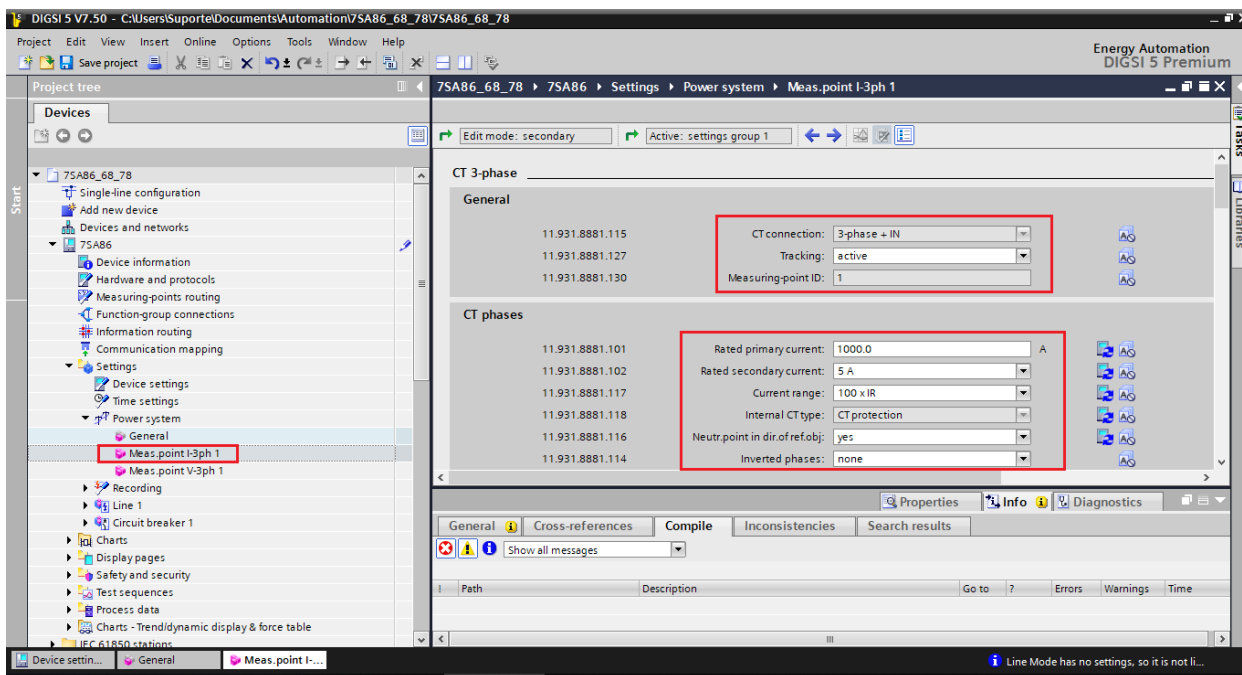 DIGSI 5 V7.50 - C:\Users\Suporte\Documents\Automation\7SA86_68_78\7SA86_68_78
Project Edit View Insert Online Options Tools Window Help
Energy Automation
DIGSI 5 Premium
Save project
Project tree
7SA86_68_78 ▸ 7SA86 ▸ Settings ▸ Power system ▸ Meas.point I-3ph 1
Devices
Edit mode: secondary
Active: settings group 1
Start
Tasks
Libraries
7SA86_68_78
Single-line configuration
Add new device
Devices and networks
7SA86
Device information
Hardware and protocols
Measuring-points routing
Function-group connections
Information routing
Communication mapping
Settings
Device settings
Time settings
Power system
General
Meas.point I-3ph 1
Meas.point V-3ph 1
Recording
Line 1
Circuit breaker 1
Charts
Display pages
Safety and security
Test sequences
Process data
Charts - Trend/dynamic display & force table
IEC 61850 stations
CT 3-phase
General
11.931.8881.115 CT connection: 3-phase + IN
11.931.8881.127 Tracking: active
11.931.8881.130 Measuring-point ID: 1
CT phases
11.931.8881.101 Rated primary current: 1000.0 A
11.931.8881.102 Rated secondary current: 5 A
11.931.8881.117 Current range: 100 x IR
11.931.8881.118 Internal CT type: CT protection
11.931.8881.116 Neutr.point in dir.of ref.obj: yes
11.931.8881.114 Inverted phases: none
Properties Info Diagnostics
General Cross-references Compile Inconsistencies Search results
Show all messages
! Path Description Go to ? Errors Warnings Time
Device settin... General Meas.point I-... Line Mode has no settings, so it is not li...